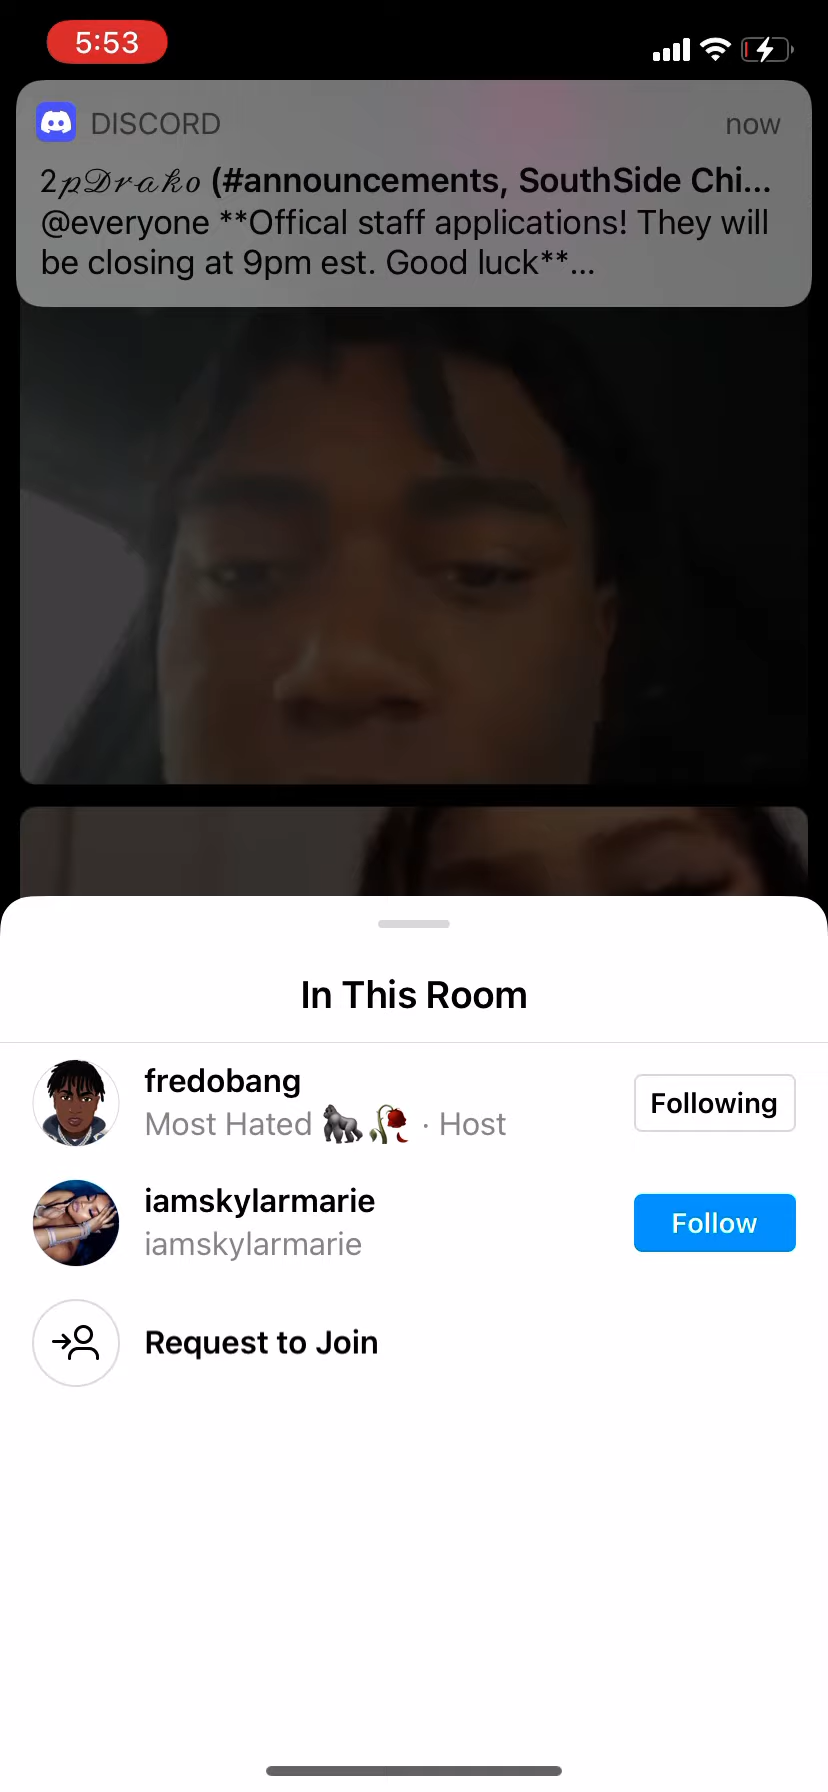 5:53
DISCORD
now
2𝓅𝒟𝓇𝒶𝓀ℴ (#announcements, SouthSide Chi...
@everyone **Offical staff applications! They will
be closing at 9pm est. Good luck**...
In This Room
fredobang
Following
Most Hated 🦍🥀 · Host
iamskylarmarie
Follow
iamskylarmarie
Request to Join